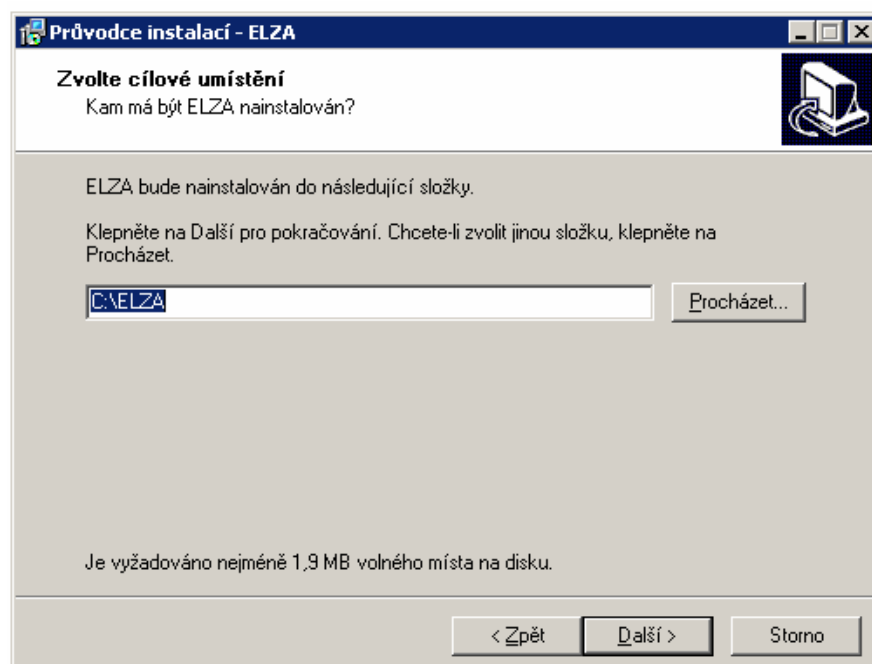 Průvodce instalací - ELZA
Zvolte cílové umístění
Kam má být ELZA nainstalován?
ELZA bude nainstalován do následující složky.
Klepněte na Další pro pokračování. Chcete-li zvolit jinou složku, klepněte na
Procházet.
C:\ELZA
Procházet...
Je vyžadováno nejméně 1,9 MB volného místa na disku.
< Zpět
Další >
Storno